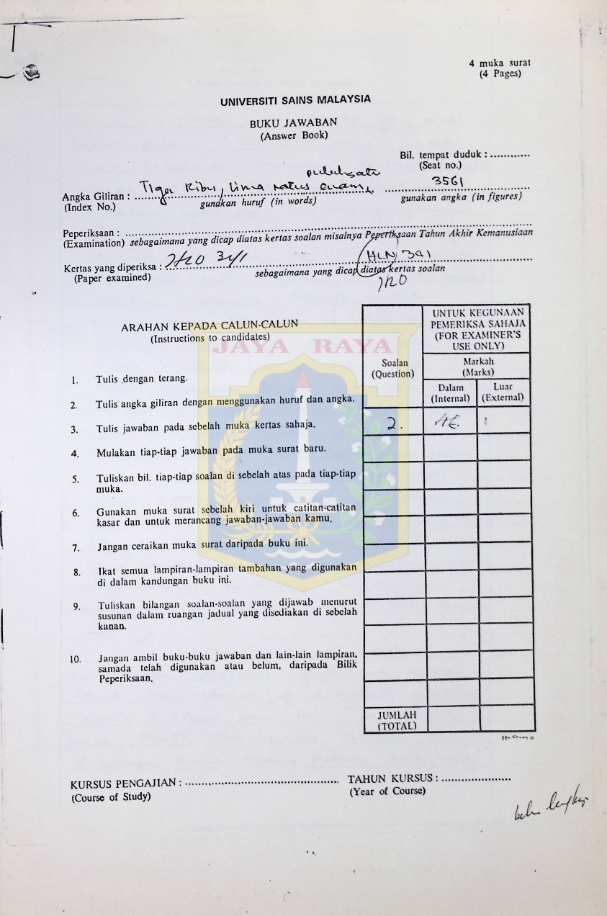 4 muka surat
(4 Pages)
UNIVERSITI SAINS MALAYSIA
BUKU JAWABAN
(Answer Book)
Bil. tempat duduk : ............
(Seat no.)
puluh satu
Angka Giliran : Tiga Ribu, lima ratus enam, 3561
(Index No.) gunakan huruf (in words) gunakan angka (in figures)
Peperiksaan :
(Examination) sebagaimana yang dicap diatas kertas soalan misalnya Peperiksaan Tahun Akhir Kemanusiaan
Kertas yang diperiksa : HLN 391
(Paper examined) sebagaimana yang dicap diatas kertas soalan
JAYA RAYA
ARAHAN KEPADA CALUN-CALUN
(Instructions to candidates)
1. Tulis dengan terang.
2. Tulis angka giliran dengan menggunakan huruf dan angka.
3. Tulis jawaban pada sebelah muka kertas sahaja.
4. Mulakan tiap-tiap jawaban pada muka surat baru.
5. Tuliskan bil. tiap-tiap soalan di sebelah atas pada tiap-tiap
muka.
6. Gunakan muka surat sebelah kiri untuk catitan-catitan
kasar dan untuk merancang jawaban-jawaban kamu.
7. Jangan ceraikan muka surat daripada buku ini.
8. Ikat semua lampiran-lampiran tambahan yang digunakan
di dalam kandungan buku ini.
9. Tuliskan bilangan soalan-soalan yang dijawab menurut
susunan dalam ruangan jadual yang disediakan di sebelah
kanan.
10. Jangan ambil buku-buku jawaban dan lain-lain lampiran,
samada telah digunakan atau belum, daripada Bilik
Peperiksaan.
Soalan
(Question)
UNTUK KEGUNAAN
PEMERIKSA SAHAJA
(FOR EXAMINER'S
USE ONLY)
Markah
(Marks)
Dalam
(Internal)
Luar
(External)
2.
JUMLAH
(TOTAL)
KURSUS PENGAJIAN : ............ TAHUN KURSUS : ............
(Course of Study) (Year of Course)